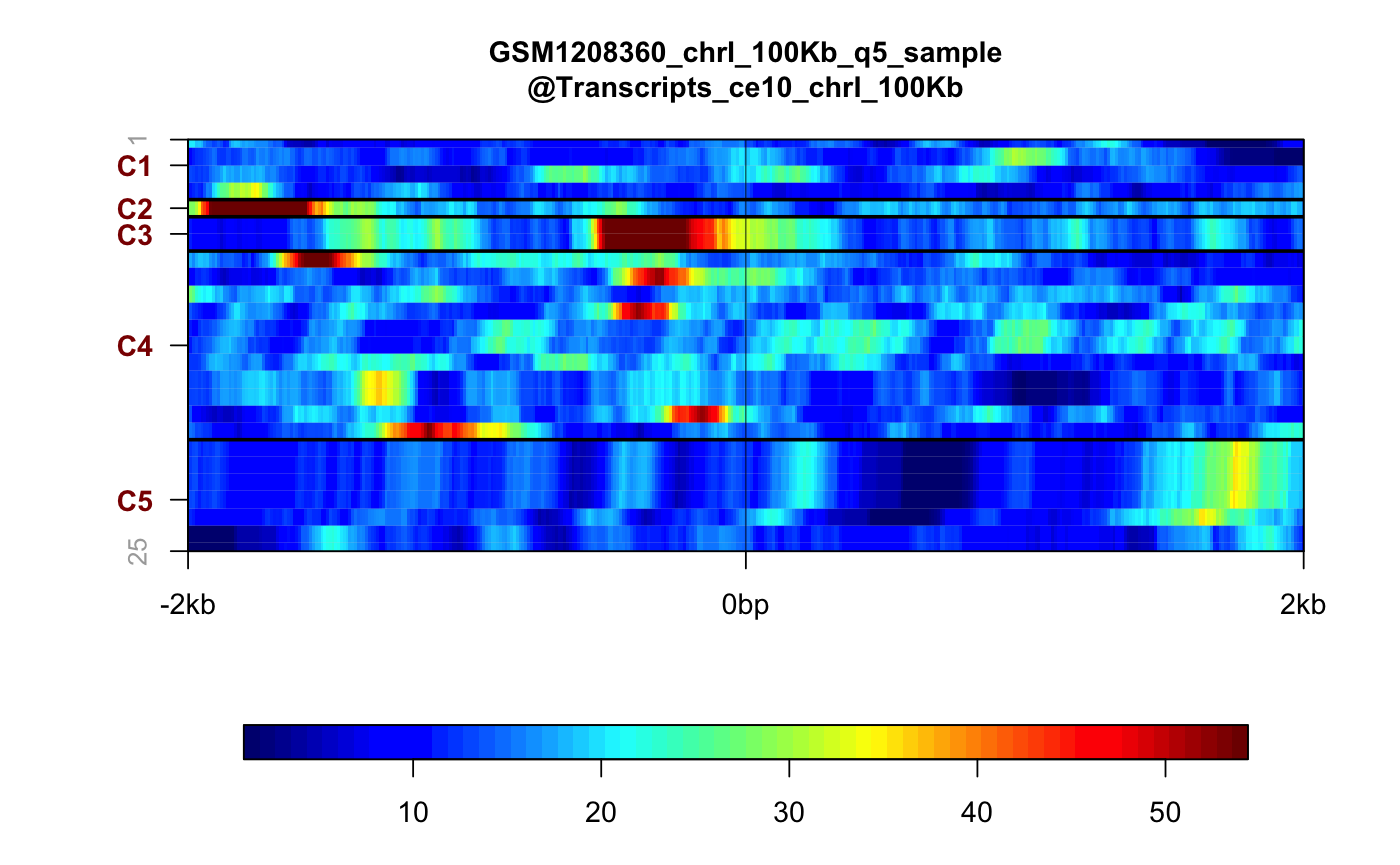 GSM1208360_chrI_100Kb_q5_sample
@Transcripts_ce10_chrI_100Kb
1
C1
C2
C3
C4
C5
25
-2kb 0bp 2kb
10 20 30 40 50